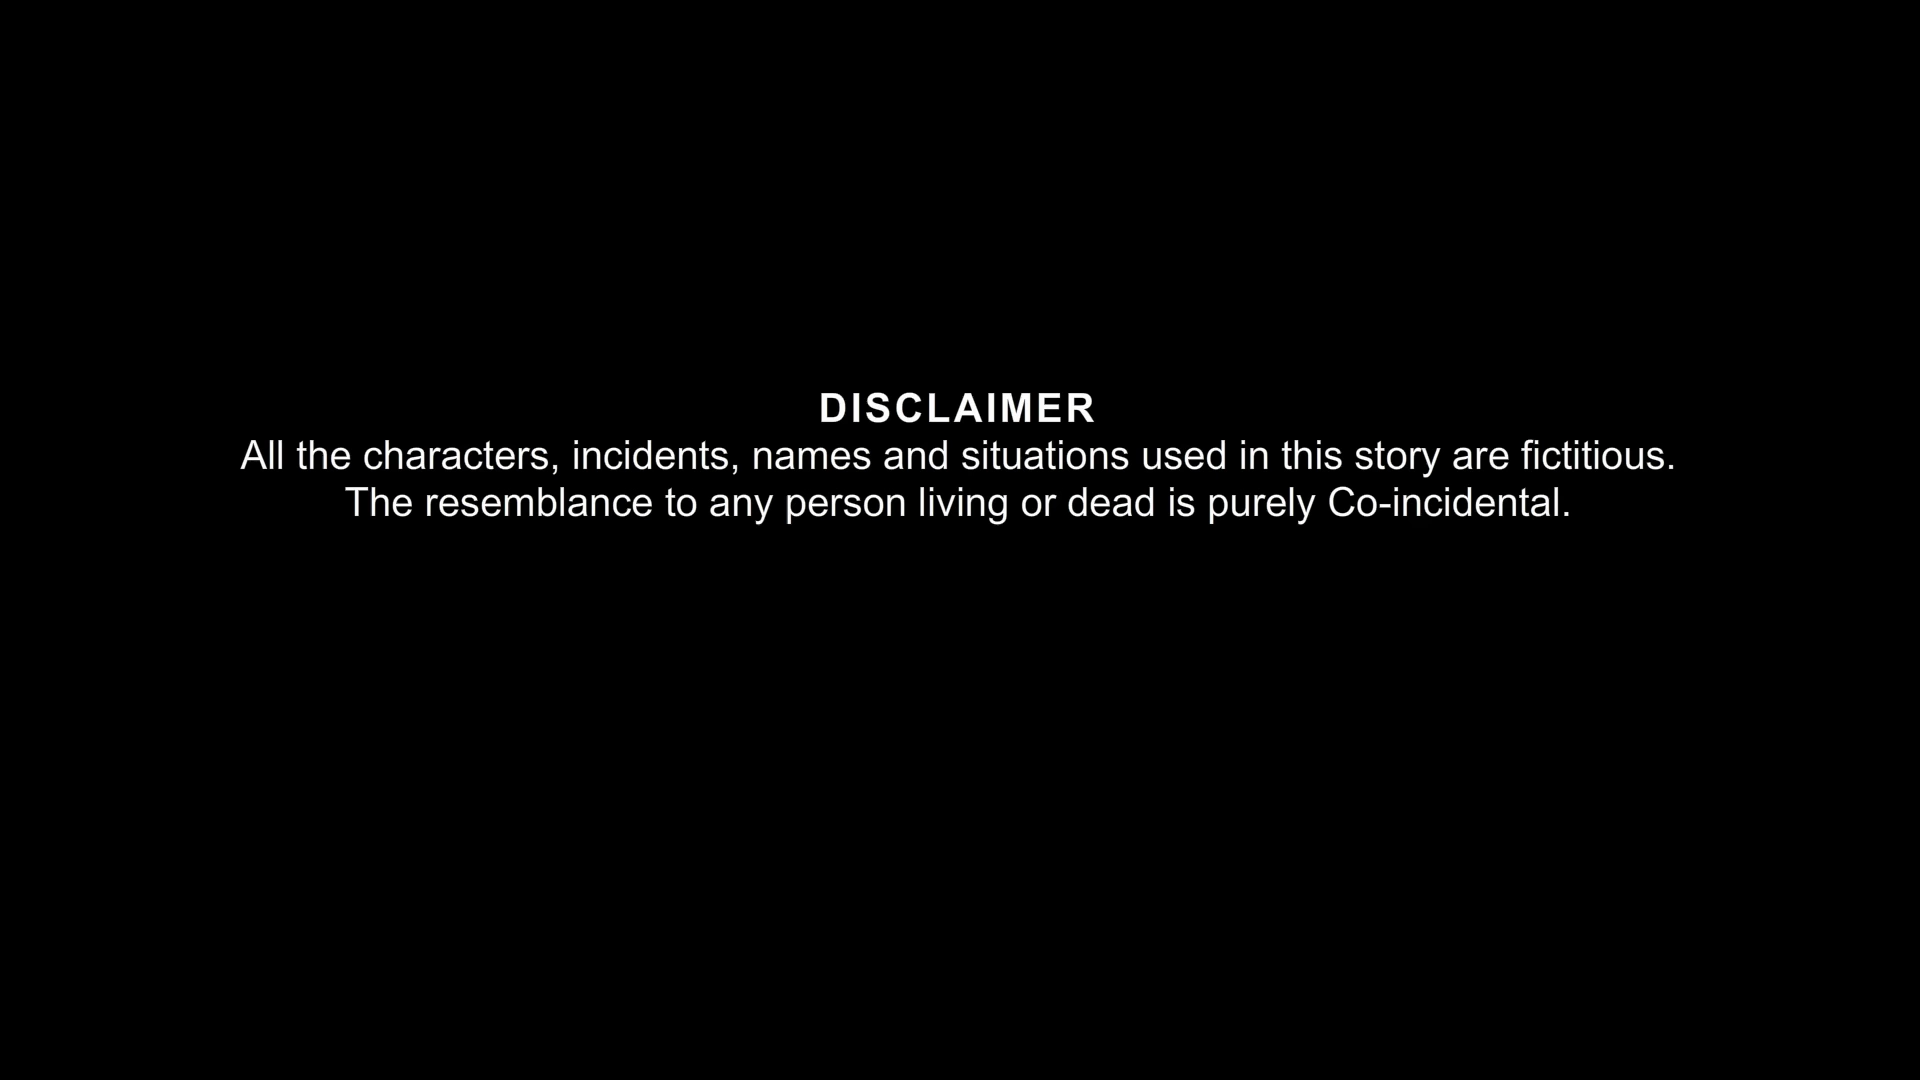 DISCLAIMER
All the characters, incidents, names and situations used in this story are fictitious.
The resemblance to any person living or dead is purely Co-incidental.